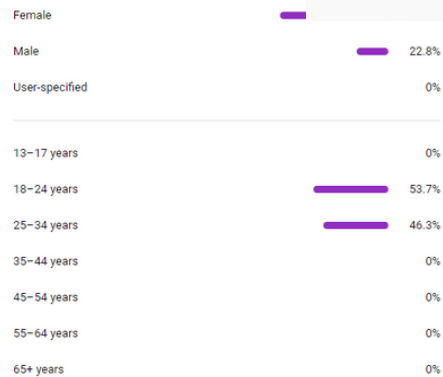 Female
Male 22.8%
User-specified 0%
13–17 years 0%
18–24 years 53.7%
25–34 years 46.3%
35–44 years 0%
45–54 years 0%
55–64 years 0%
65+ years 0%